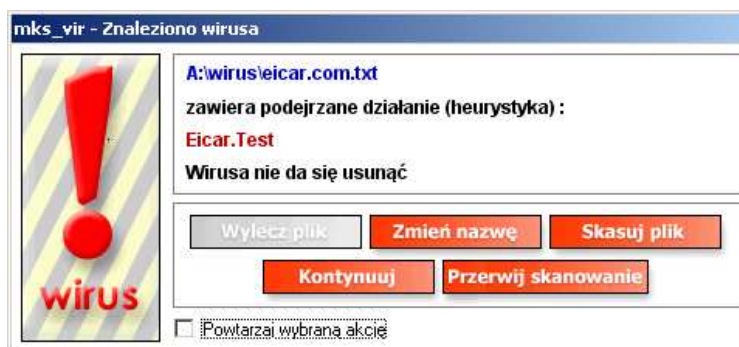 mks_vir - Znaleziono wirusa
A:\wirus\eicar.com.txt
zawiera podejrzane działanie (heurystyka) :
Eicar.Test
Wirusa nie da się usunąć
wirus
Wylecz plik
Zmień nazwę
Skasuj plik
Kontynuuj
Przerwij skanowanie
Powtarzaj wybraną akcję